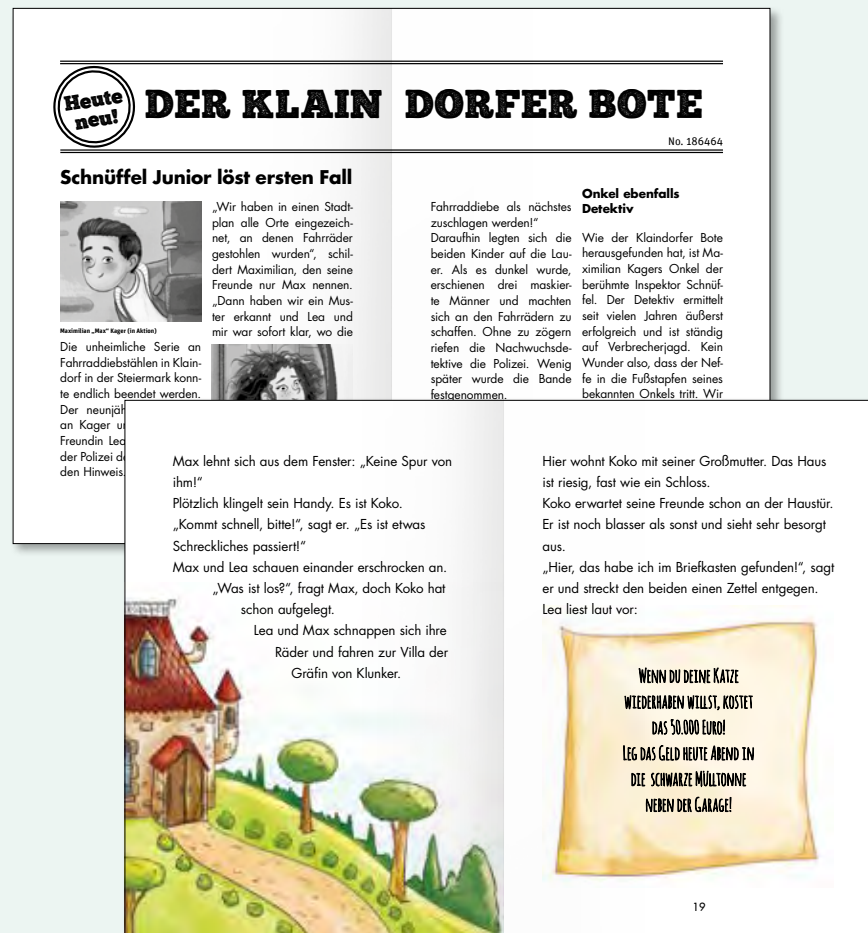 Heute
neu!
DER KLAIN DORFER BOTE
No. 186464
Schnüffel Junior löst ersten Fall
Maximilian „Max“ Kager (in Aktion)
Die unheimliche Serie an
Fahrraddiebstählen in Klain-
dorf in der Steiermark konn-
te endlich beendet werden.
Der neunjäh
an Kager
Freundin Lea
der Polizei
den Hinweis.
„Wir haben in einen Stadt-
plan alle Orte eingezeich-
net, an denen Fahrräder
gestohlen wurden“, schil-
dert Maximilian, den seine
Freunde nur Max nennen.
„Dann haben wir ein Mus-
ter erkannt und Lea und
mir war sofort klar, wo die
Fahrraddiebe als nächstes
zuschlagen werden!“
Daraufhin legten sich die
beiden Kinder auf die Lau-
er. Als es dunkel wurde,
erschienen drei maskier-
te Männer und machten
sich an den Fahrrädern zu
schaffen. Ohne zu zögern
riefen die Nachwuchsde-
tektive die Polizei. Wenig
später wurde die Bande
festgenommen.
Onkel ebenfalls
Detektiv
Wie der Klaindorfer Bote
herausgefunden hat, ist Ma-
ximilian Kagers Onkel der
berühmte Inspektor Schnüf-
fel. Der Detektiv ermittelt
seit vielen Jahren äußerst
erfolgreich und ist ständig
auf Verbrecherjagd. Kein
Wunder also, dass der Nef-
fe in die Fußstapfen seines
bekannten Onkels tritt. Wir
Max lehnt sich aus dem Fenster: „Keine Spur von
ihm!“
Plötzlich klingelt sein Handy. Es ist Koko.
„Kommt schnell, bitte!“, sagt er. „Es ist etwas
Schreckliches passiert!“
Max und Lea schauen einander erschrocken an.
„Was ist los?“, fragt Max, doch Koko hat
schon aufgelegt.
Lea und Max schnappen sich ihre
Räder und fahren zur Villa der
Gräfin von Klunker.
Hier wohnt Koko mit seiner Großmutter. Das Haus
ist riesig, fast wie ein Schloss.
Koko erwartet seine Freunde schon an der Haustür.
Er ist noch blasser als sonst und sieht sehr besorgt
aus.
„Hier, das habe ich im Briefkasten gefunden!“, sagt
er und streckt den beiden einen Zettel entgegen.
Lea liest laut vor:
WENN DU DEINE KATZE
WIEDERHABEN WILLST, KOSTET
DAS 50.000 EURO!
LEG DAS GELD HEUTE ABEND IN
DIE SCHWARZE MÜLLTONNE
NEBEN DER GARAGE!
19